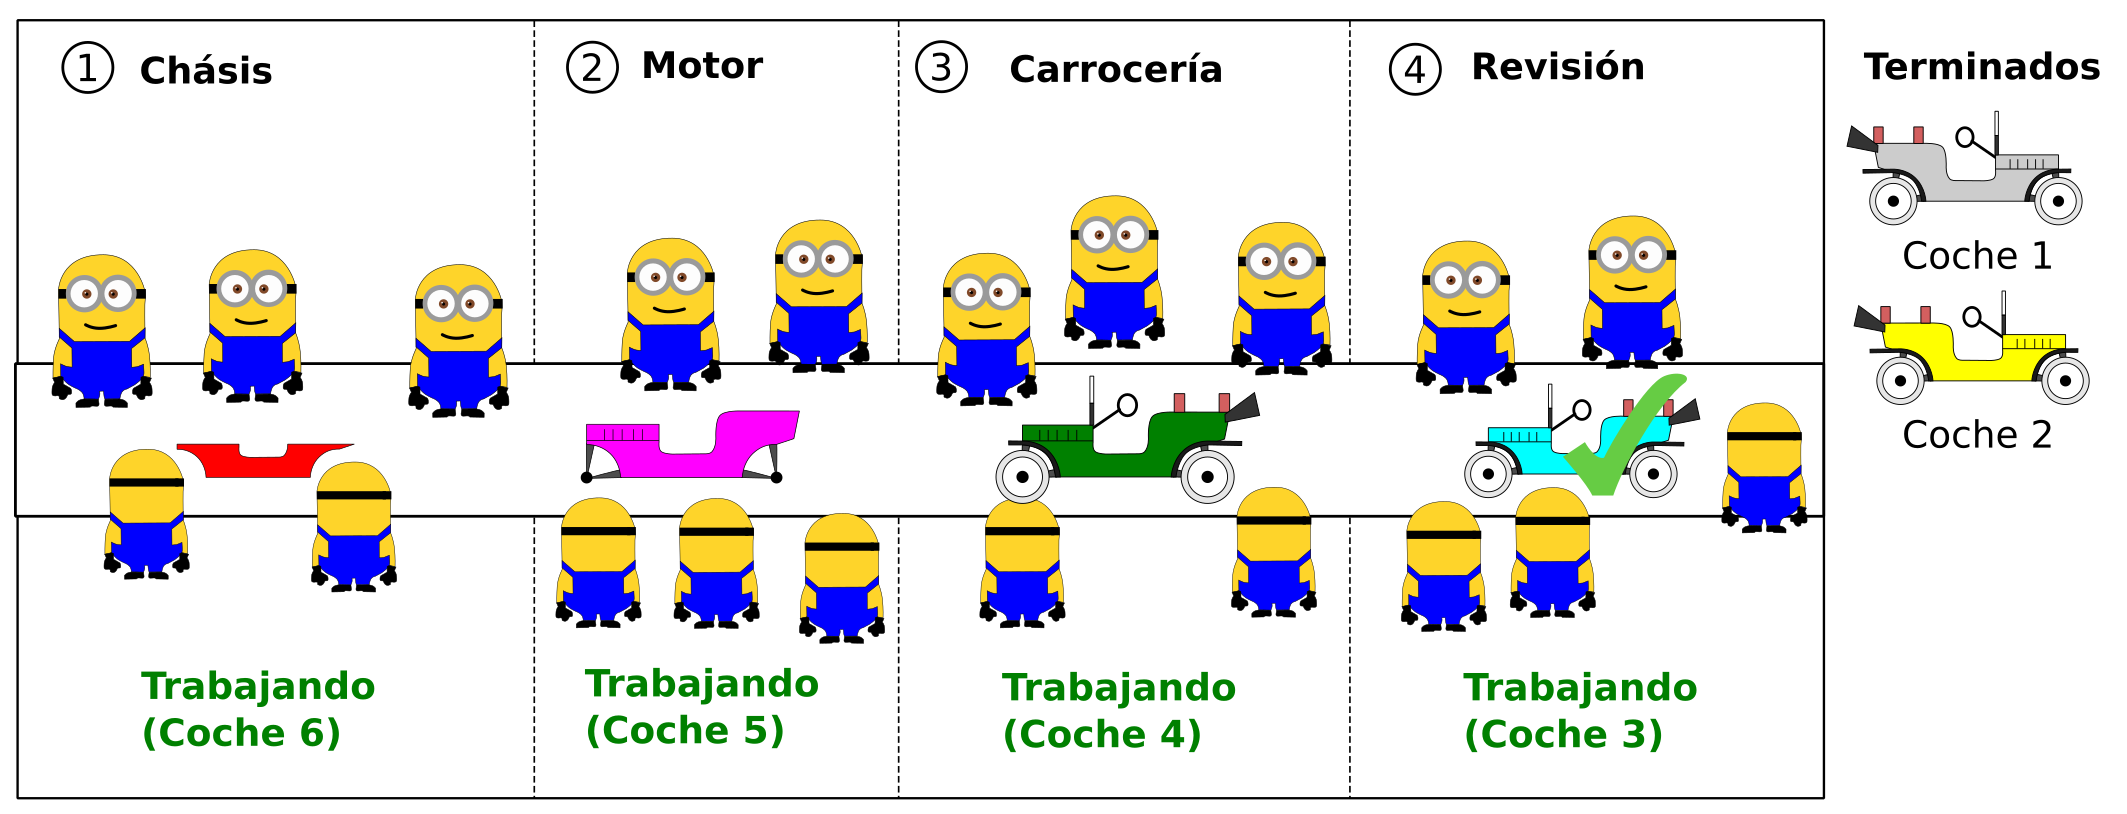 1 Chásis
2 Motor
3 Carrocería
4 Revisión
Terminados
Coche 1
Coche 2
Trabajando
(Coche 6)
Trabajando
(Coche 5)
Trabajando
(Coche 4)
Trabajando
(Coche 3)